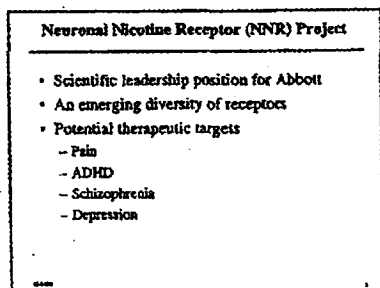 Neuronal Nicotine Receptor (NNR) Project
• Scientific leadership position for Abbott
• An emerging diversity of receptors
• Potential therapeutic targets
– Pain
– ADHD
– Schizophrenia
– Depression